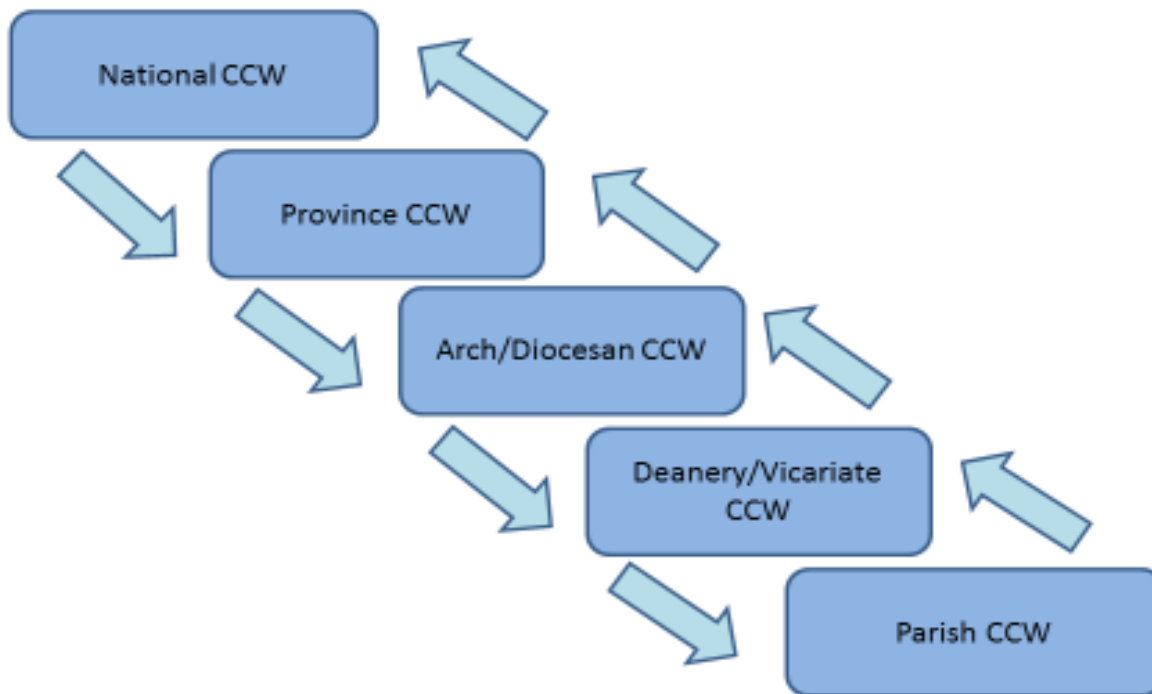 National CCW
Province CCW
Arch/Diocesan CCW
Deanery/Vicariate
CCW
Parish CCW